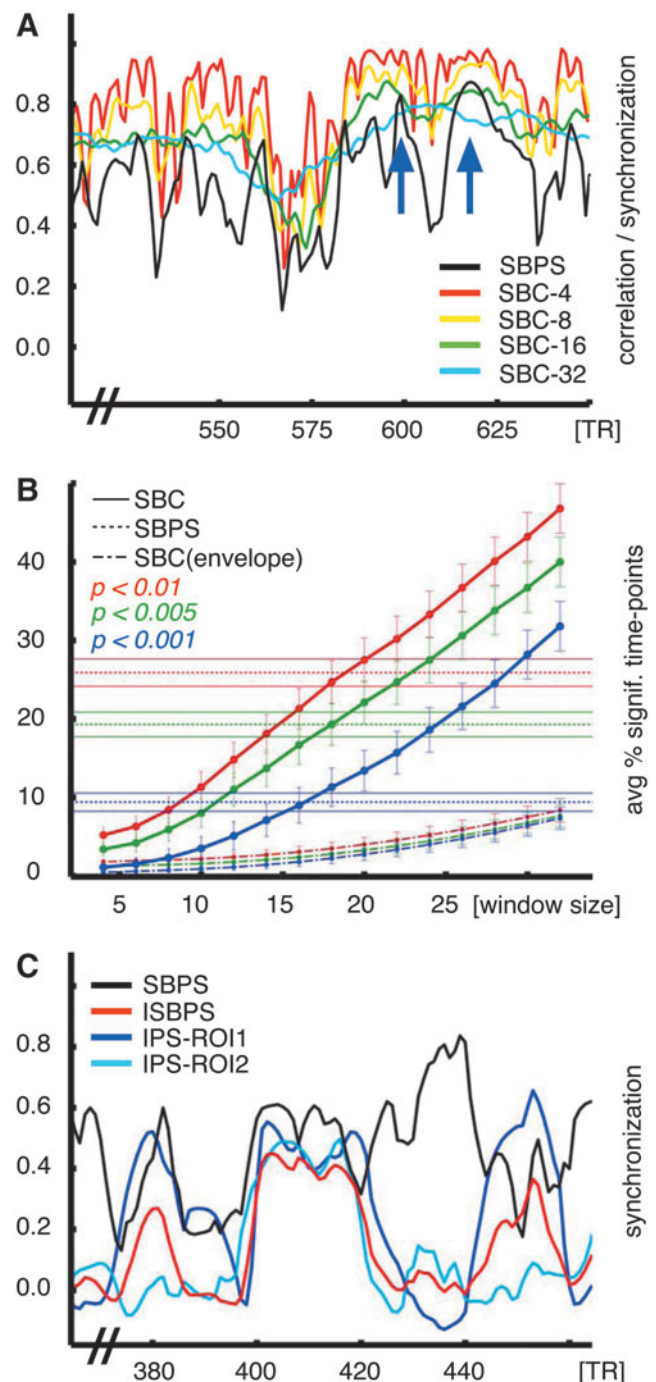 A
0.8
0.6
0.4
0.2
0.0
correlation / synchronization
SBPS
SBC-4
SBC-8
SBC-16
SBC-32
550 575 600 625 [TR]
B
SBC
SBPS
SBC(envelope)
p < 0.01
p < 0.005
p < 0.001
40
30
20
10
0
avg % signif. time-points
5 10 15 20 25 [window size]
C
SBPS
ISBPS
IPS-ROI1
IPS-ROI2
0.8
0.6
0.4
0.2
0.0
synchronization
380 400 420 440 [TR]